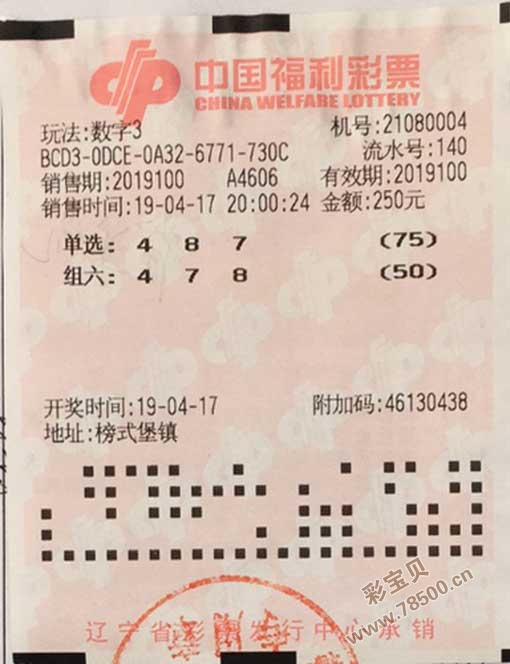 中国福利彩票
CHINA WELFARE LOTTERY
玩法:数字3 机号:21080004
BCD3-0DCE-0A32-6771-730C 流水号:140
销售期:2019100 A4606 有效期:2019100
销售时间:19-04-17 20:00:24 金额:250元
单选: 4 8 7 (75)
组六: 4 7 8 (50)
开奖时间:19-04-17 附加码:46130438
地址:榜式堡镇
彩宝贝
www.78500.cn
辽宁省彩票发行中心承销